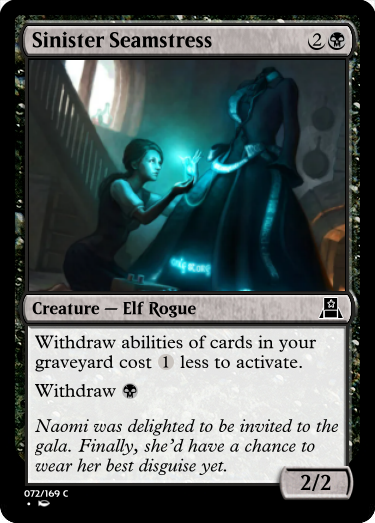 Sinister Seamstress 2
Creature — Elf Rogue
Withdraw abilities of cards in your
graveyard cost 1 less to activate.
Withdraw
Naomi was delighted to be invited to the
gala. Finally, she'd have a chance to
wear her best disguise yet.
2/2
072/169 C